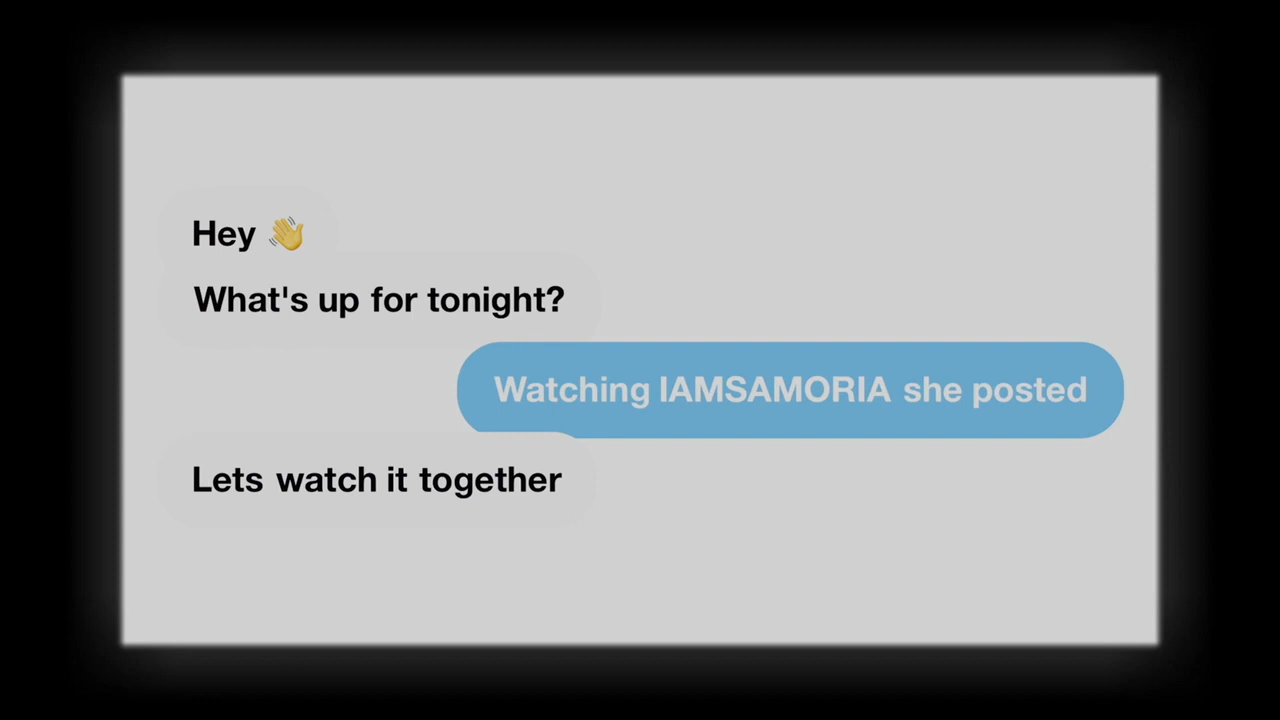 Hey 👋
What's up for tonight?
Watching IAMSAMORIA she posted
Lets watch it together